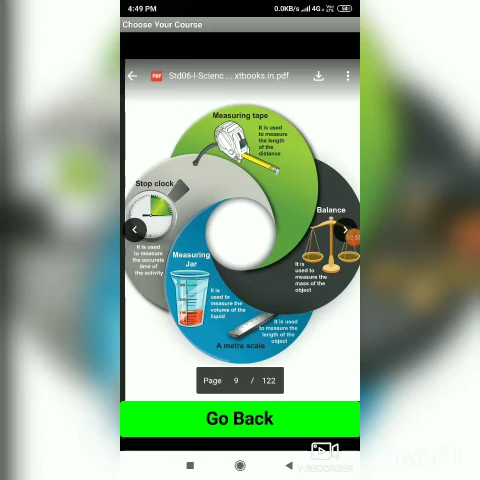 4:49 PM
0.0KB/s 4G 54
Choose Your Course
PDF Std06-I-Scienc ... xtbooks.in.pdf
Measuring tape
It is used
to measure
the length
of the
distance
Stop clock
It is used
to measure
the accurate
time of
the activity
Balance
It is
used to
measure the
mass of the
object
Measuring
Jar
It is
used to
measure the
volume of the
liquid
It is used
to measure the
length of the
object
A metre scale
Page 9 / 122
Go Back
VRECORDER